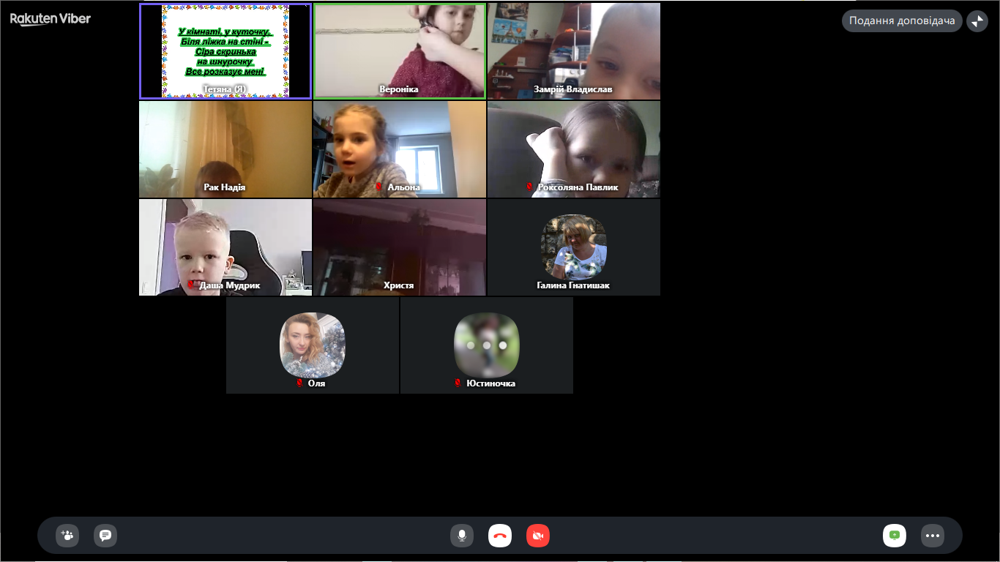 Rakuten Viber
Подання доповідача
У кімнаті, у куточку,
Біля ліжка на стіні -
Сіра скринька
на шнурочку
Все розказує мені
Тетяна (Я)
Вероніка
Замрій Владислав
Рак Надія
Альона
Роксоляна Павлик
Даша Мудрик
Христя
Галина Гнатишак
Оля
Юстиночка